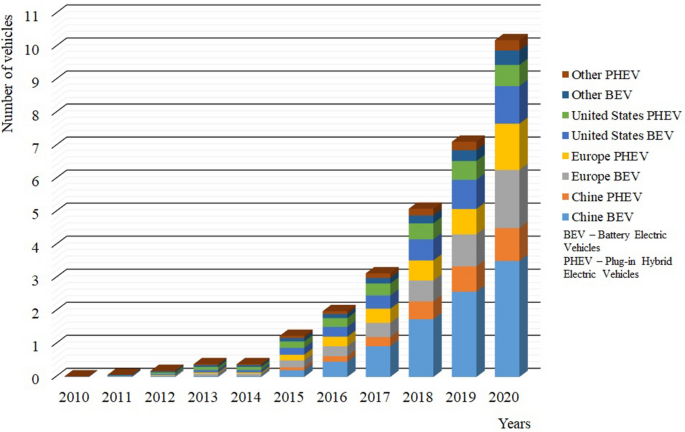 Number of vehicles
11
10
9
8
7
6
5
4
3
2
1
0
2010 2011 2012 2013 2014 2015 2016 2017 2018 2019 2020
Years
Other PHEV
Other BEV
United States PHEV
United States BEV
Europe PHEV
Europe BEV
Chine PHEV
Chine BEV
BEV – Battery Electric
Vehicles
PHEV – Plug-in Hybrid
Electric Vehicles